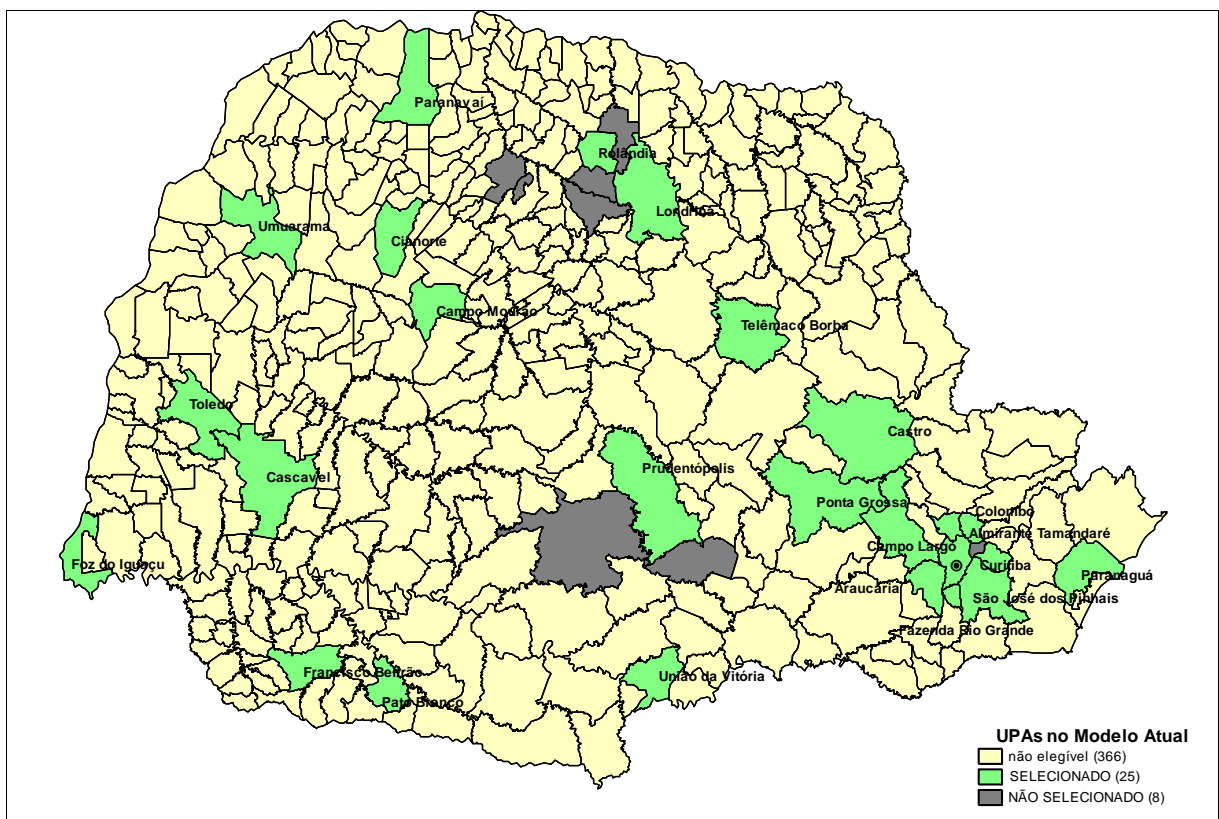 Paranavaí
Rolândia
Londrina
Umuarama
Cianorte
Campo Mourão
Telêmaco Borba
Toledo
Castro
Prudentópolis
Cascavel
Ponta Grossa
Colombo
Almirante Tamandaré
Campo Largo
Foz do Iguaçu
Curitiba
Paranaguá
Araucária
São José dos Pinhais
Fazenda Rio Grande
Francisco Beltrão
União da Vitória
Pato Branco
UPAs no Modelo Atual
não elegível (366)
SELECIONADO (25)
NÃO SELECIONADO (8)